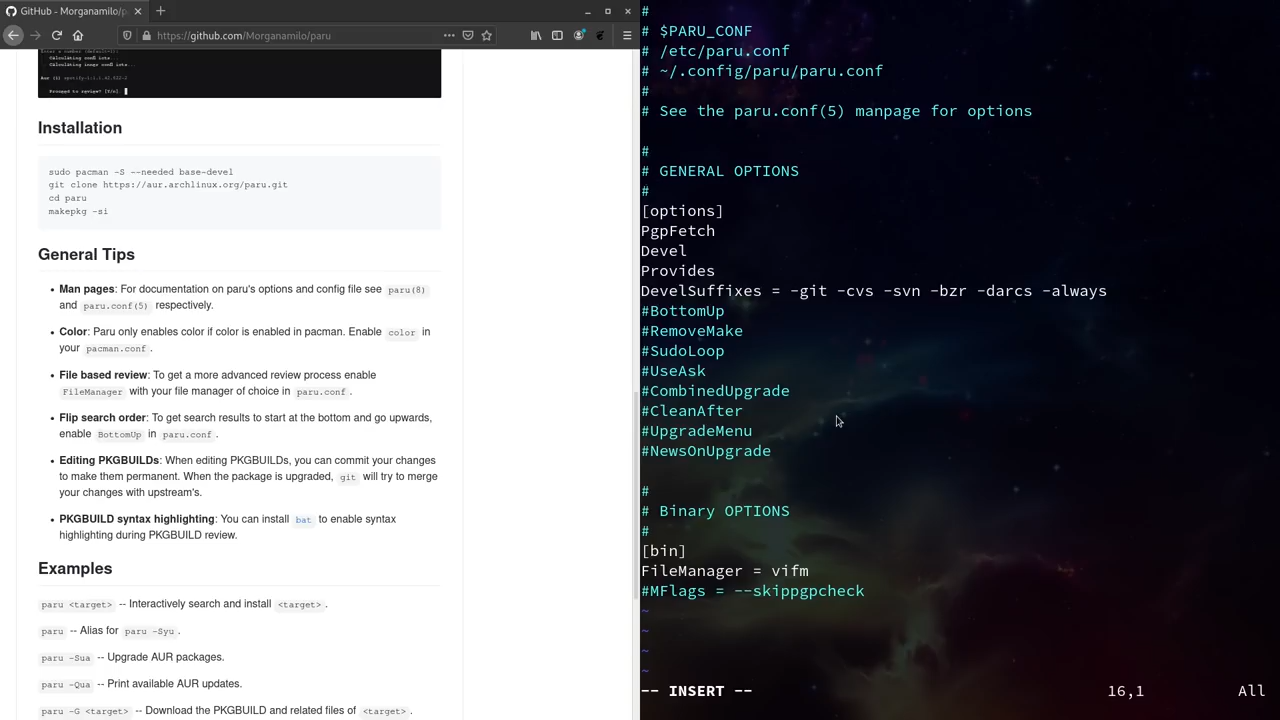 GitHub - Morganamilo/p
https://github.com/Morganamilo/paru
Calculating conflicts...
Calculating inner conflicts...
Proceed to review? [Y/n]:
Installation
sudo pacman -S --needed base-devel
git clone https://aur.archlinux.org/paru.git
cd paru
makepkg -si
General Tips
• Man pages: For documentation on paru's options and config file see paru(8)
and paru.conf(5) respectively.
• Color: Paru only enables color if color is enabled in pacman. Enable color in
your pacman.conf.
• File based review: To get a more advanced review process enable
FileManager with your file manager of choice in paru.conf.
• Flip search order: To get search results to start at the bottom and go upwards,
enable BottomUp in paru.conf.
• Editing PKGBUILDs: When editing PKGBUILDs, you can commit your changes
to make them permanent. When the package is upgraded, git will try to merge
your changes with upstream's.
• PKGBUILD syntax highlighting: You can install bat to enable syntax
highlighting during PKGBUILD review.
Examples
paru <target> -- Interactively search and install <target>.
paru -- Alias for paru -Syu.
paru -Sua -- Upgrade AUR packages.
paru -Qua -- Print available AUR updates.
paru -G <target> -- Download the PKGBUILD and related files of <target>.
#
# $PARU_CONF
# /etc/paru.conf
# ~/.config/paru/paru.conf
#
# See the paru.conf(5) manpage for options
#
# GENERAL OPTIONS
#
[options]
PgpFetch
Devel
Provides
DevelSuffixes = -git -cvs -svn -bzr -darcs -always
#BottomUp
#RemoveMake
#SudoLoop
#UseAsk
#CombinedUpgrade
#CleanAfter
#UpgradeMenu
#NewsOnUpgrade
#
# Binary OPTIONS
#
[bin]
FileManager = vifm
#MFlags = --skippgpcheck
~
~
~
~
-- INSERT -- 16,1 All